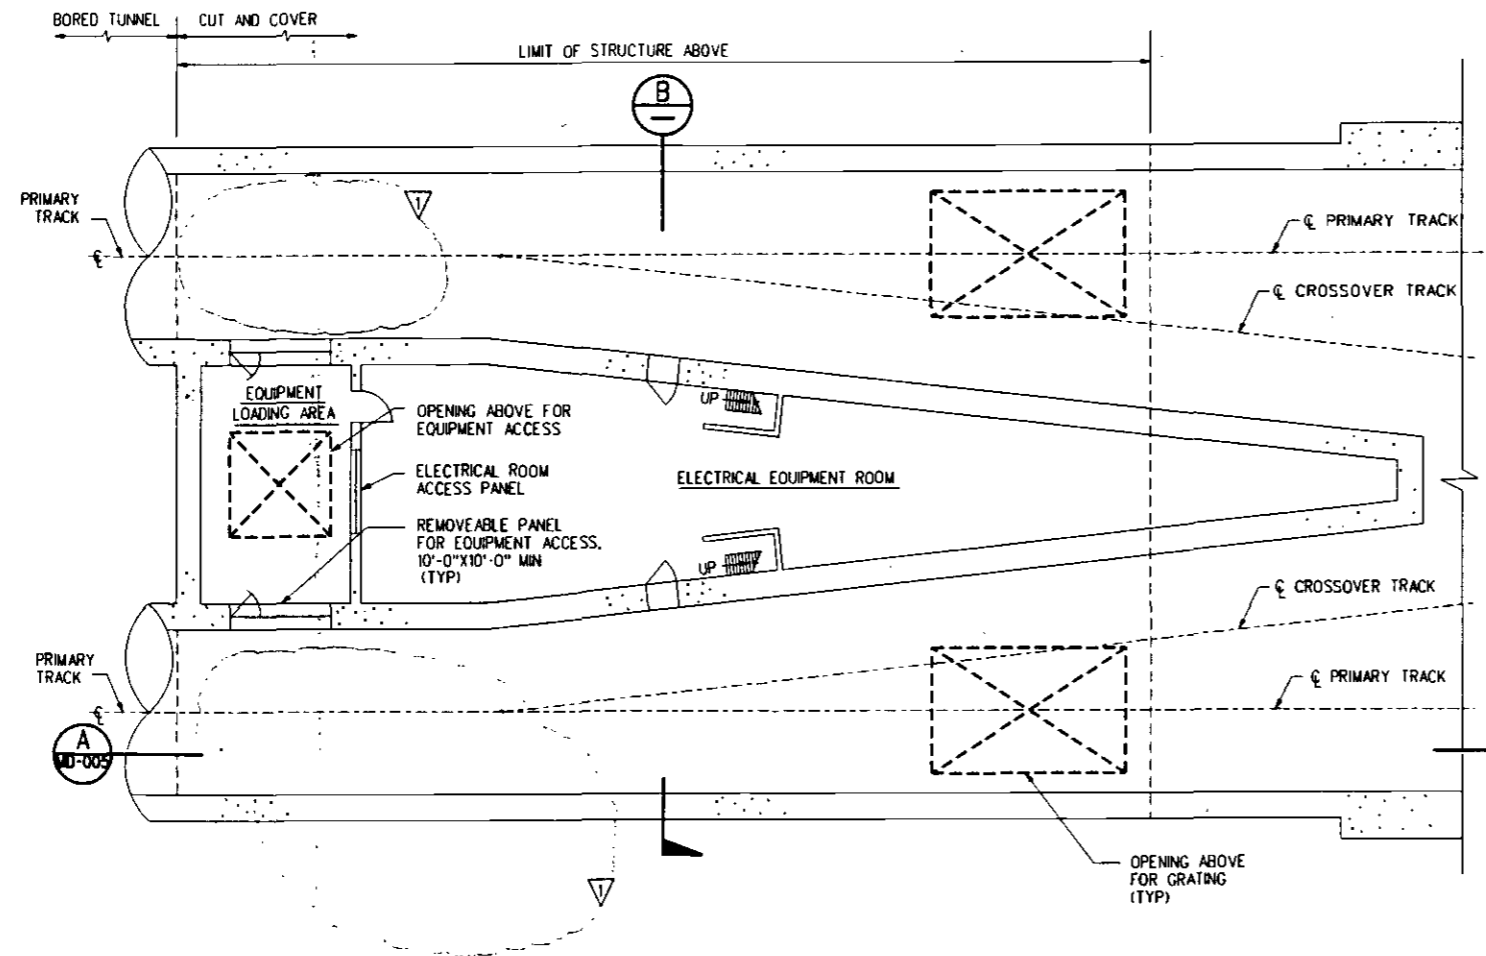 BORED TUNNEL
CUT AND COVER
LIMIT OF STRUCTURE ABOVE
B
1
PRIMARY
TRACK
℄
℄ PRIMARY TRACK
℄ CROSSOVER TRACK
EQUIPMENT
LOADING AREA
OPENING ABOVE FOR
EQUIPMENT ACCESS
UP
ELECTRICAL ROOM
ACCESS PANEL
ELECTRICAL EQUIPMENT ROOM
REMOVEABLE PANEL
FOR EQUIPMENT ACCESS.
10'-0"X10'-0" MIN
(TYP)
UP
℄ CROSSOVER TRACK
PRIMARY
TRACK
℄
℄ PRIMARY TRACK
A
MD-005
OPENING ABOVE
FOR GRATING
(TYP)
1